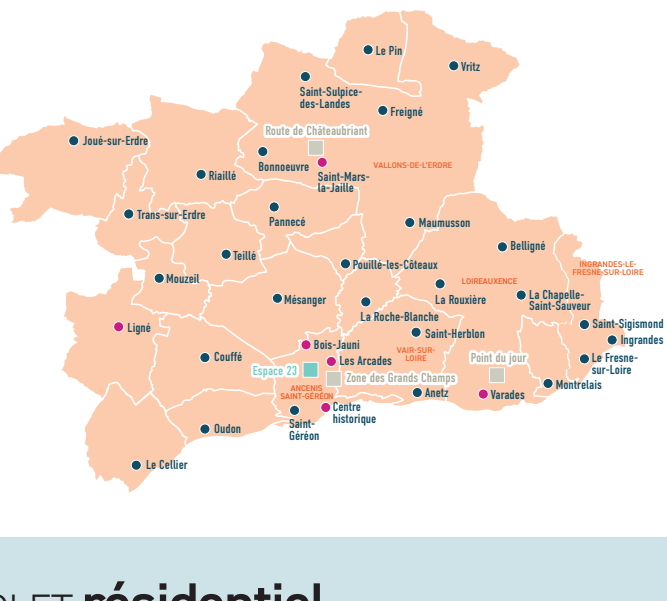 Le Pin
Vritz
Saint-Sulpice-
des-Landes
Freigné
Route de Châteaubriant
Joué-sur-Erdre
Bonnoeuvre
VALLONS-DE-L'ERDRE
Riaillé
Saint-Mars-
la-Jaille
Trans-sur-Erdre
Pannecé
Maumusson
Belligné
Teillé
Pouillé-les-Côteaux
INGRANDES-LE-
FRESNE-SUR-LOIRE
Mouzeil
LOIREAUXENCE
Mésanger
La Rouxière
La Chapelle-
Saint-Sauveur
La Roche-Blanche
Ligné
Saint-Sigismond
Saint-Herblon
Ingrandes
Bois-Jauni
Couffé
Les Arcades
VAIR-SUR-
LOIRE
Point du jour
Le Fresne-
sur-Loire
Espace 23
Zone des Grands Champs
Montrelais
ANCENIS
SAINT-GÉRÉON
Anetz
Varades
Centre
historique
Saint-
Géréon
Oudon
Le Cellier
résidentiel